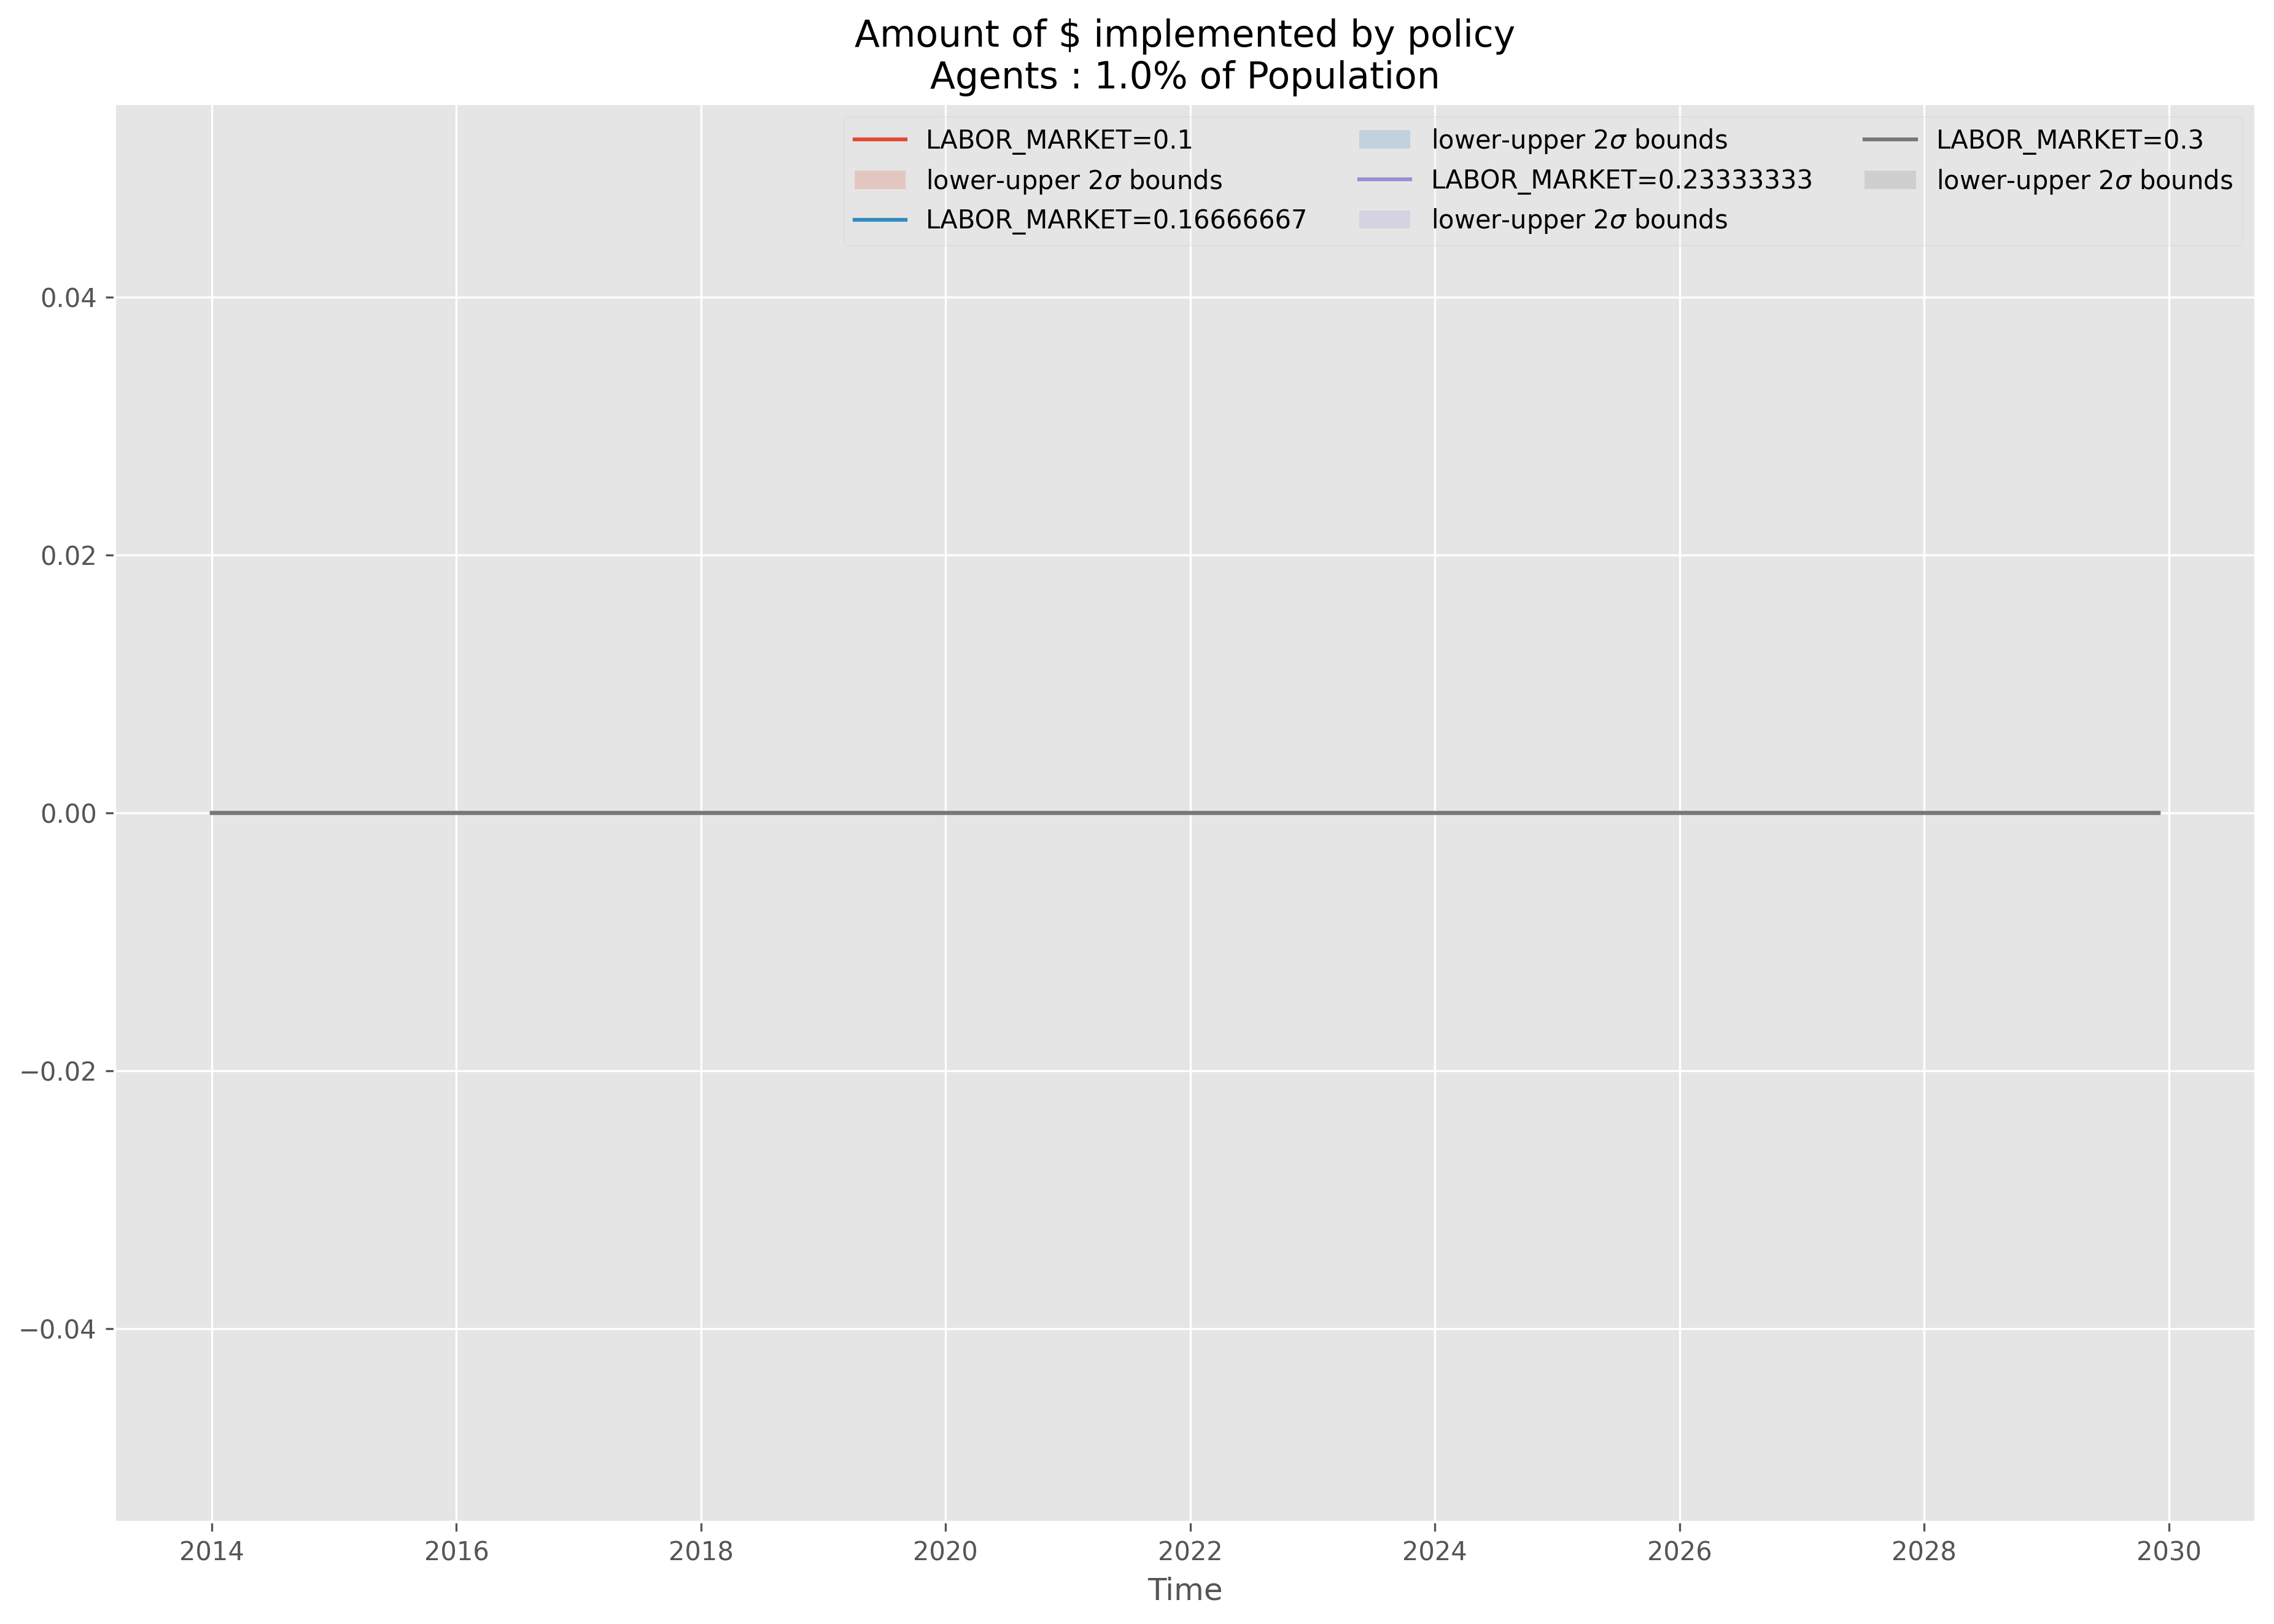 Amount of $ implemented by policy
Agents : 1.0% of Population
LABOR_MARKET=0.1
lower-upper 2σ bounds
LABOR_MARKET=0.16666667
lower-upper 2σ bounds
LABOR_MARKET=0.23333333
lower-upper 2σ bounds
LABOR_MARKET=0.3
lower-upper 2σ bounds
0.04
0.02
0.00
−0.02
−0.04
2014 2016 2018 2020 2022 2024 2026 2028 2030
Time